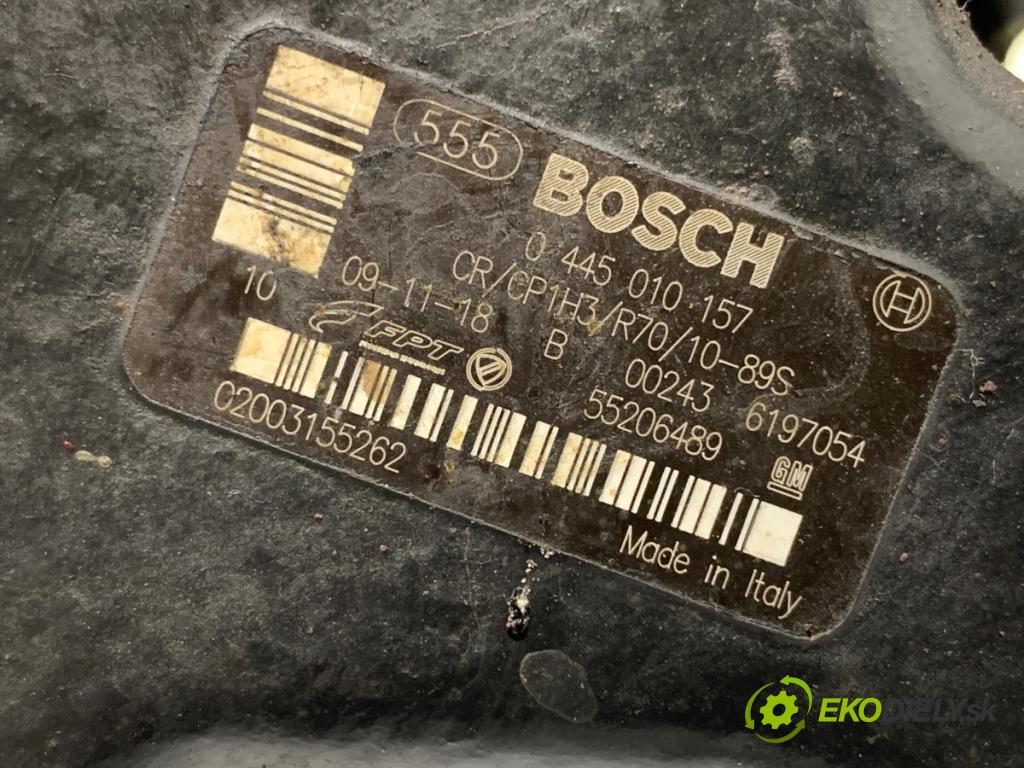 555
BOSCH
0 445 010 157
CR/CP1H3/R70/10-89S
10
09-11-18
B
00243
6197054
FPT
55206489
GM
C2003155262
Made in Italy
EKODIELY.sk